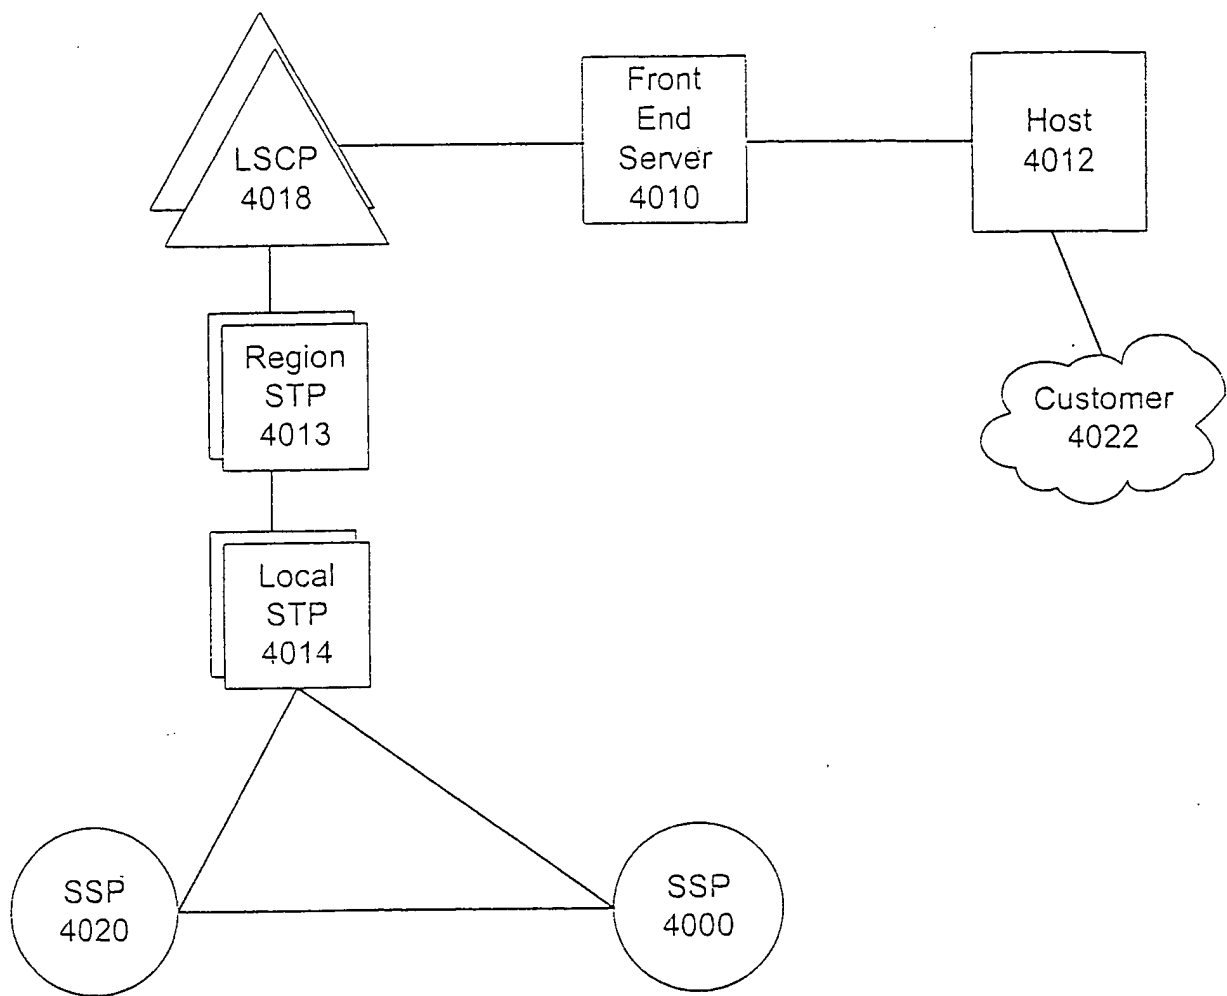 Front
End
Server
4010
Host
4012
LSCP
4018
Region
STP
4013
Customer
4022
Local
STP
4014
SSP
4020
SSP
4000